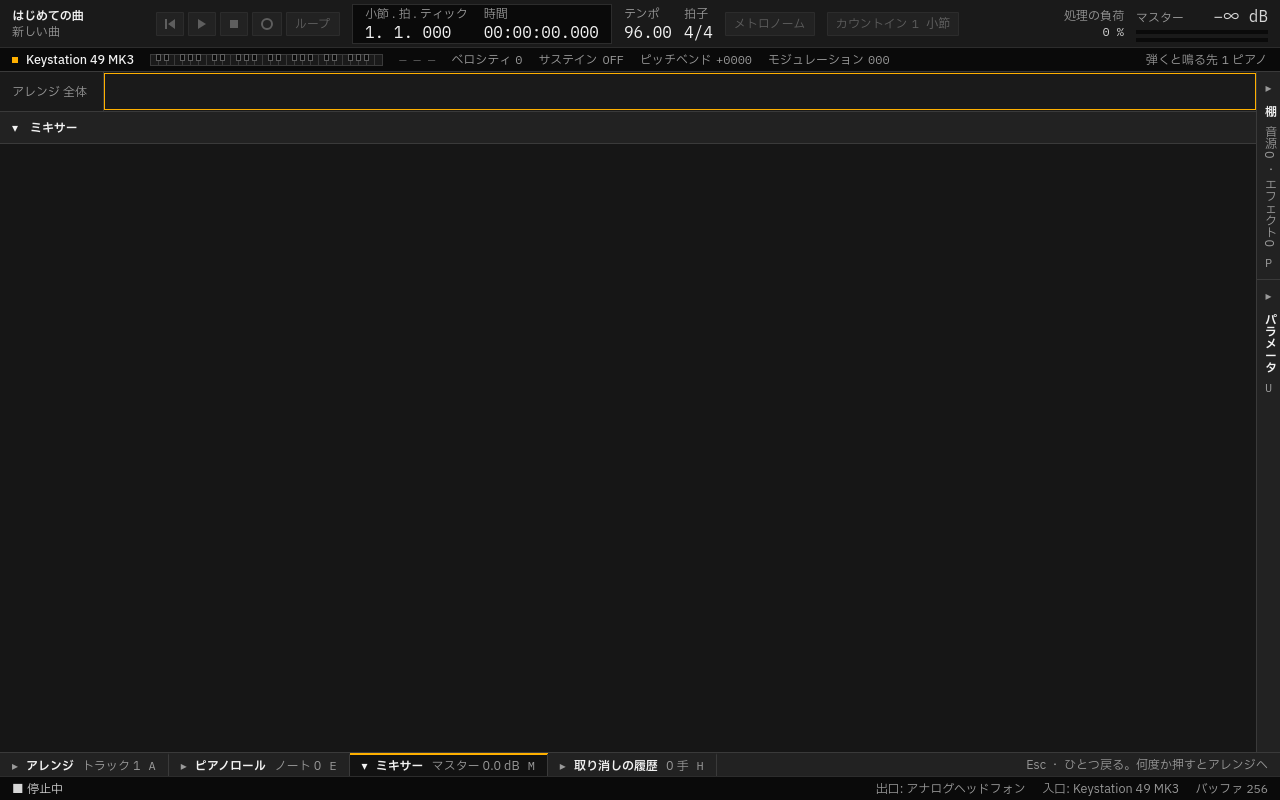 はじめての曲
新しい曲
ループ
小節 . 拍 . ティック 時間
1. 1. 000 00:00:00.000
テンポ 拍子
96.00 4/4
メトロノーム
カウントイン 1 小節
処理の負荷
0 %
マスター -∞ dB
Keystation 49 MK3 — — — ベロシティ 0 サステイン OFF ピッチベンド +0000 モジュレーション 000 弾くと鳴る先 1 ピアノ
アレンジ 全体
▾ ミキサー
▸ 棚 音源 0 · エフェクト 0 P
▸ パラメータ U
▸ アレンジ トラック 1 A ▸ ピアノロール ノート 0 E ▾ ミキサー マスター 0.0 dB M ▸ 取り消しの履歴 0 手 H Esc · ひとつ戻る。何度か押すとアレンジへ
■ 停止中 出口: アナログヘッドフォン 入口: Keystation 49 MK3 バッファ 256